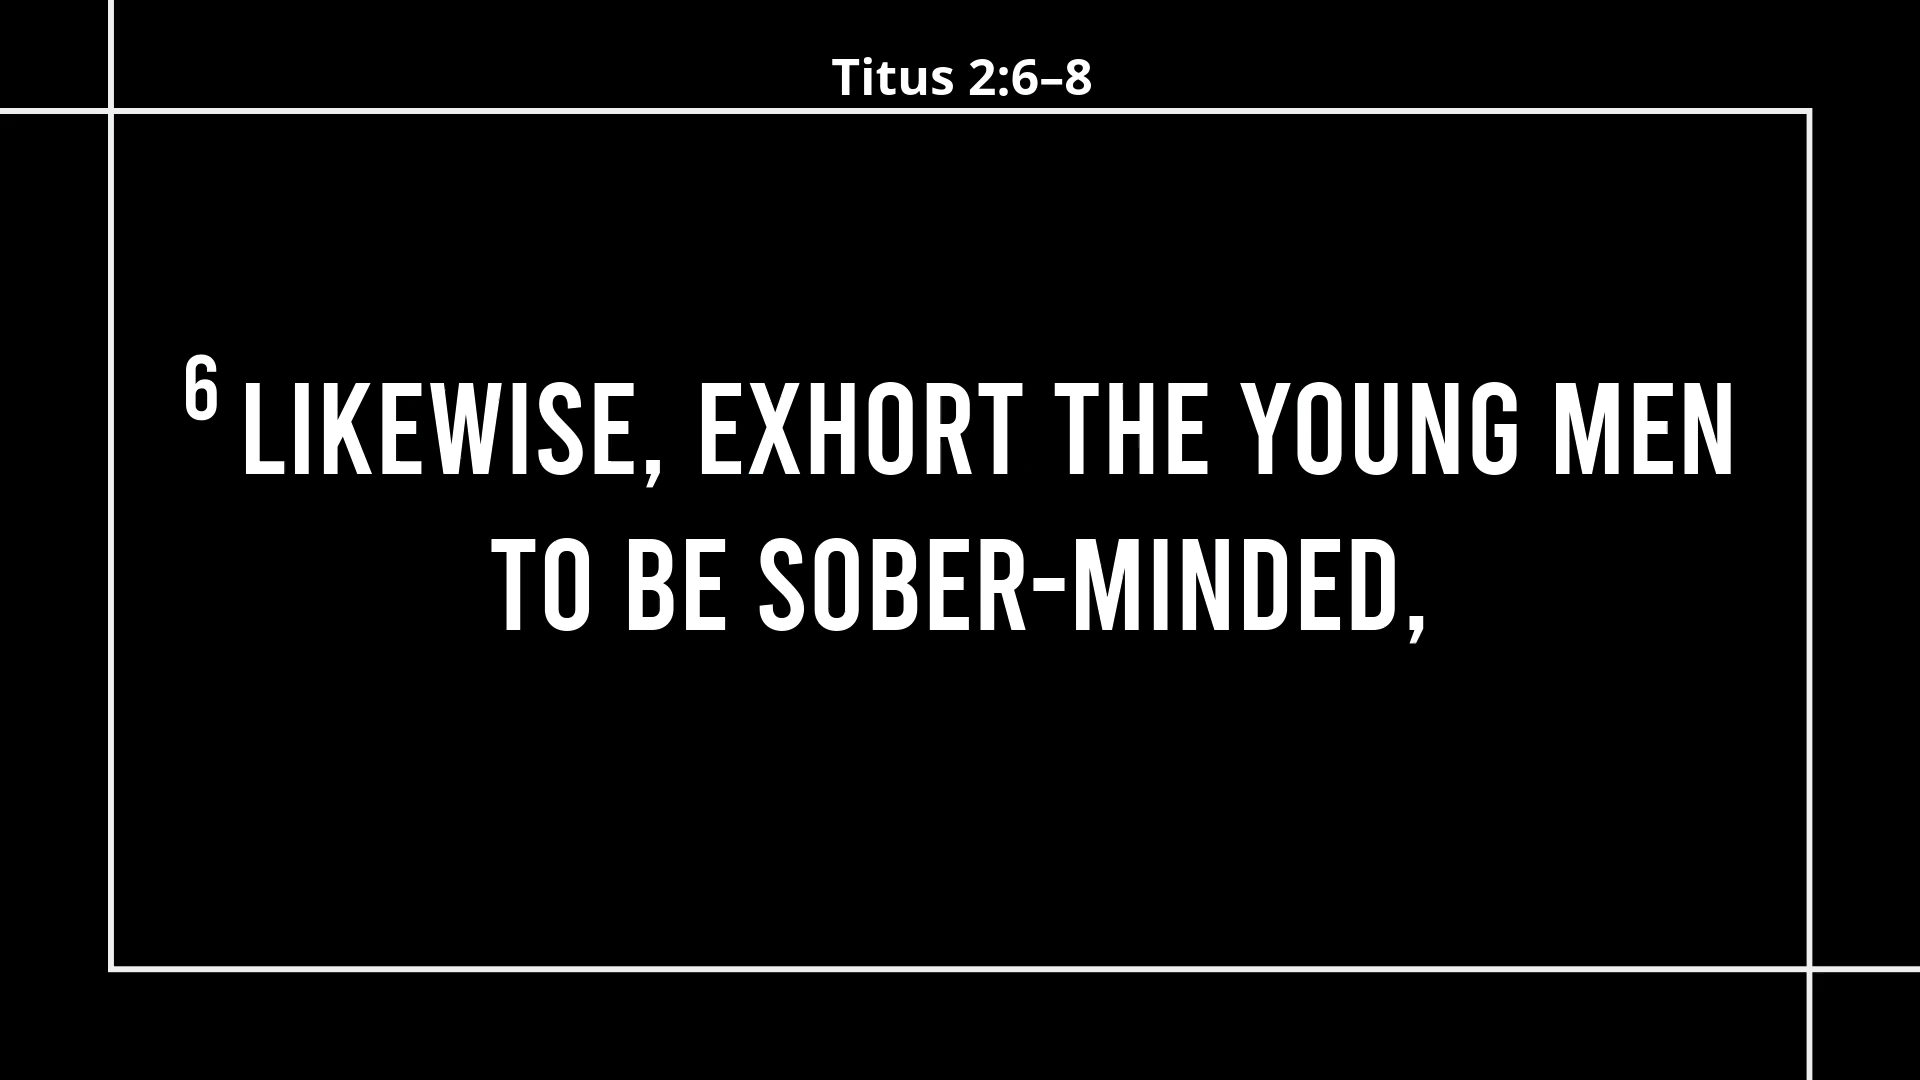 Titus 2:6–8
6 LIKEWISE, EXHORT THE YOUNG MEN
TO BE SOBER-MINDED,